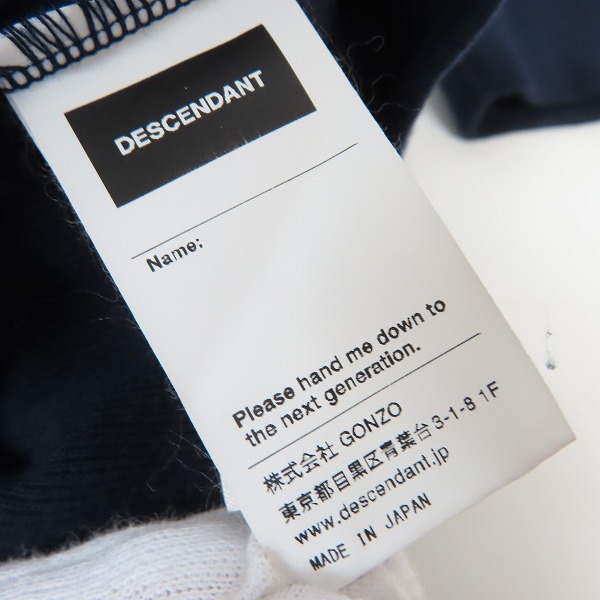 DESCENDANT
Name:
Please hand me down to
the next generation.
株式会社 GONZO
東京都目黒区青葉台3-1-8 1F
www.descendant.jp
MADE IN JAPAN